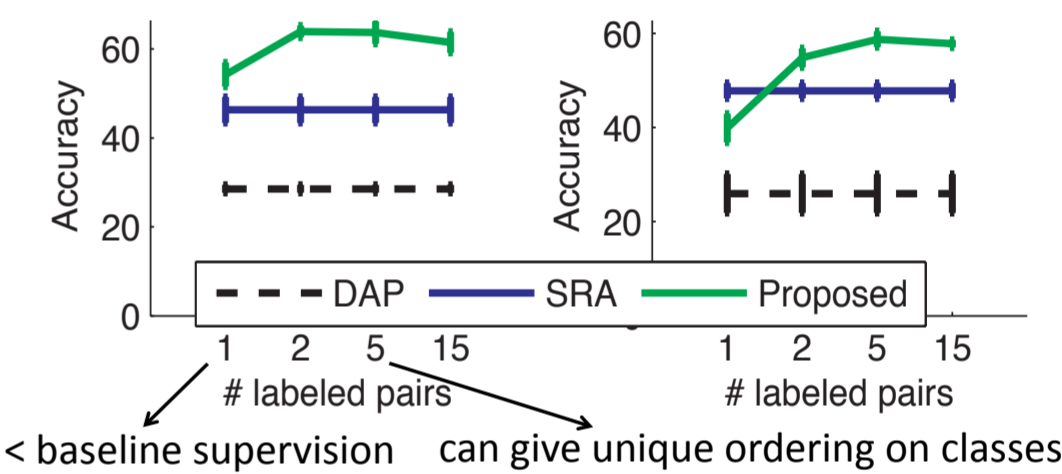 Accuracy
60
40
20
0
1 2 5 15
# labeled pairs
Accuracy
60
40
20
1 2 5 15
# labeled pairs
DAP SRA Proposed
< baseline supervision
can give unique ordering on classes